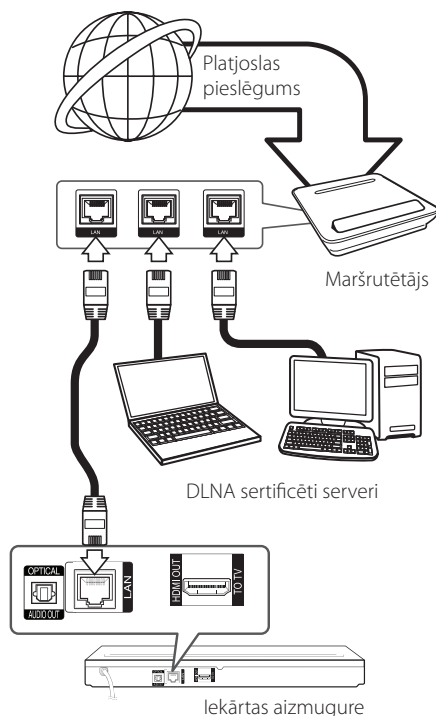 Platjoslas
pieslēgums
LAN
LAN
LAN
Maršrutētājs
DLNA sertificēti serveri
OPTICAL
AUDIO OUT
LAN
HDMI OUT
TO TV
Iekārtas aizmugure